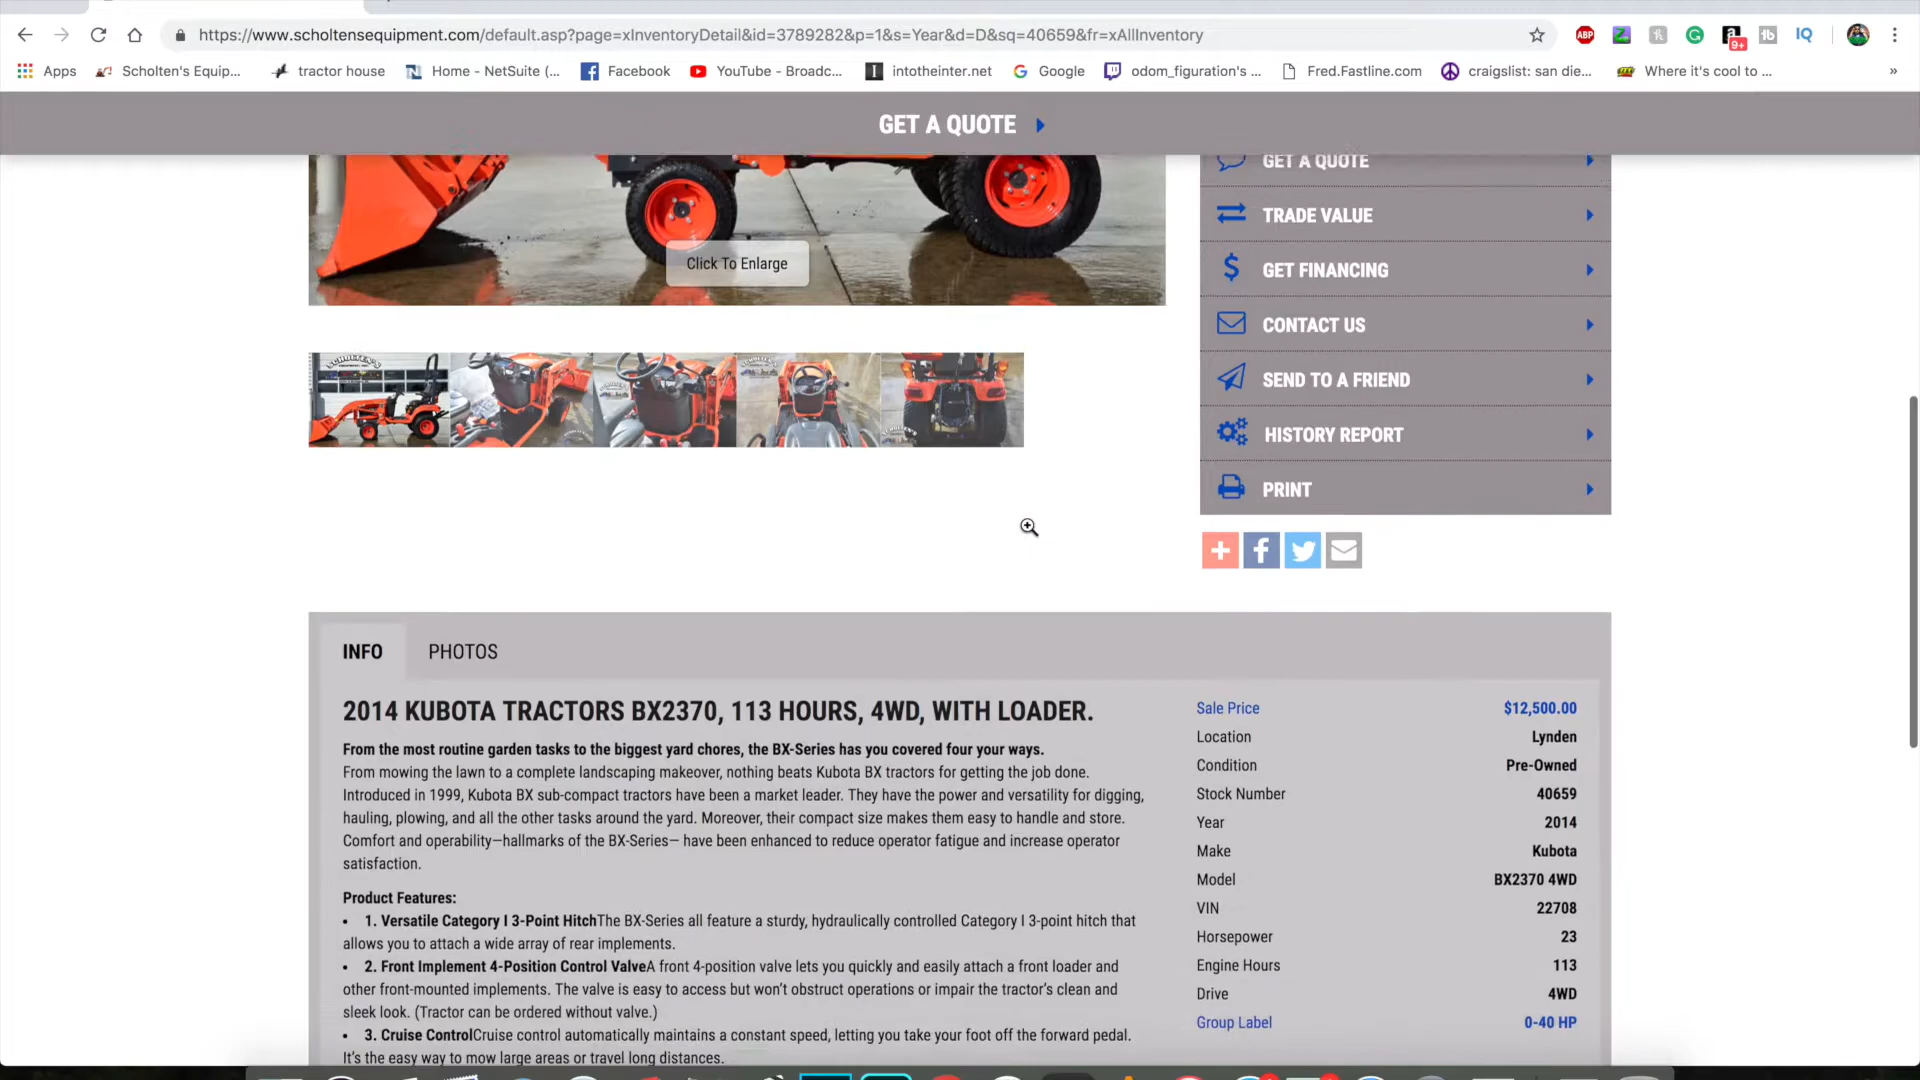 https://www.scholtensequipment.com/default.asp?page=xInventoryDetail&id=3789282&p=1&s=Year&d=D&sq=40659&fr=xAllInventory
ABP
9+
IQ
Apps
Scholten's Equip...
tractor house
Home - NetSuite (...
Facebook
YouTube - Broadc...
intotheinter.net
Google
odom_figuration's ...
Fred.Fastline.com
craigslist: san die...
Where it's cool to ...
»
GET A QUOTE
Click To Enlarge
GET A QUOTE
TRADE VALUE
GET FINANCING
CONTACT US
SEND TO A FRIEND
HISTORY REPORT
PRINT
INFO
PHOTOS
2014 KUBOTA TRACTORS BX2370, 113 HOURS, 4WD, WITH LOADER.
From the most routine garden tasks to the biggest yard chores, the BX-Series has you covered four your ways.
From mowing the lawn to a complete landscaping makeover, nothing beats Kubota BX tractors for getting the job done.
Introduced in 1999, Kubota BX sub-compact tractors have been a market leader. They have the power and versatility for digging,
hauling, plowing, and all the other tasks around the yard. Moreover, their compact size makes them easy to handle and store.
Comfort and operability—hallmarks of the BX-Series— have been enhanced to reduce operator fatigue and increase operator
satisfaction.
Product Features:
• 1. Versatile Category I 3-Point HitchThe BX-Series all feature a sturdy, hydraulically controlled Category I 3-point hitch that
allows you to attach a wide array of rear implements.
• 2. Front Implement 4-Position Control ValveA front 4-position valve lets you quickly and easily attach a front loader and
other front-mounted implements. The valve is easy to access but won't obstruct operations or impair the tractor's clean and
sleek look. (Tractor can be ordered without valve.)
• 3. Cruise ControlCruise control automatically maintains a constant speed, letting you take your foot off the forward pedal.
It's the easy way to mow large areas or travel long distances.
Sale Price $12,500.00
Location Lynden
Condition Pre-Owned
Stock Number 40659
Year 2014
Make Kubota
Model BX2370 4WD
VIN 22708
Horsepower 23
Engine Hours 113
Drive 4WD
Group Label 0-40 HP